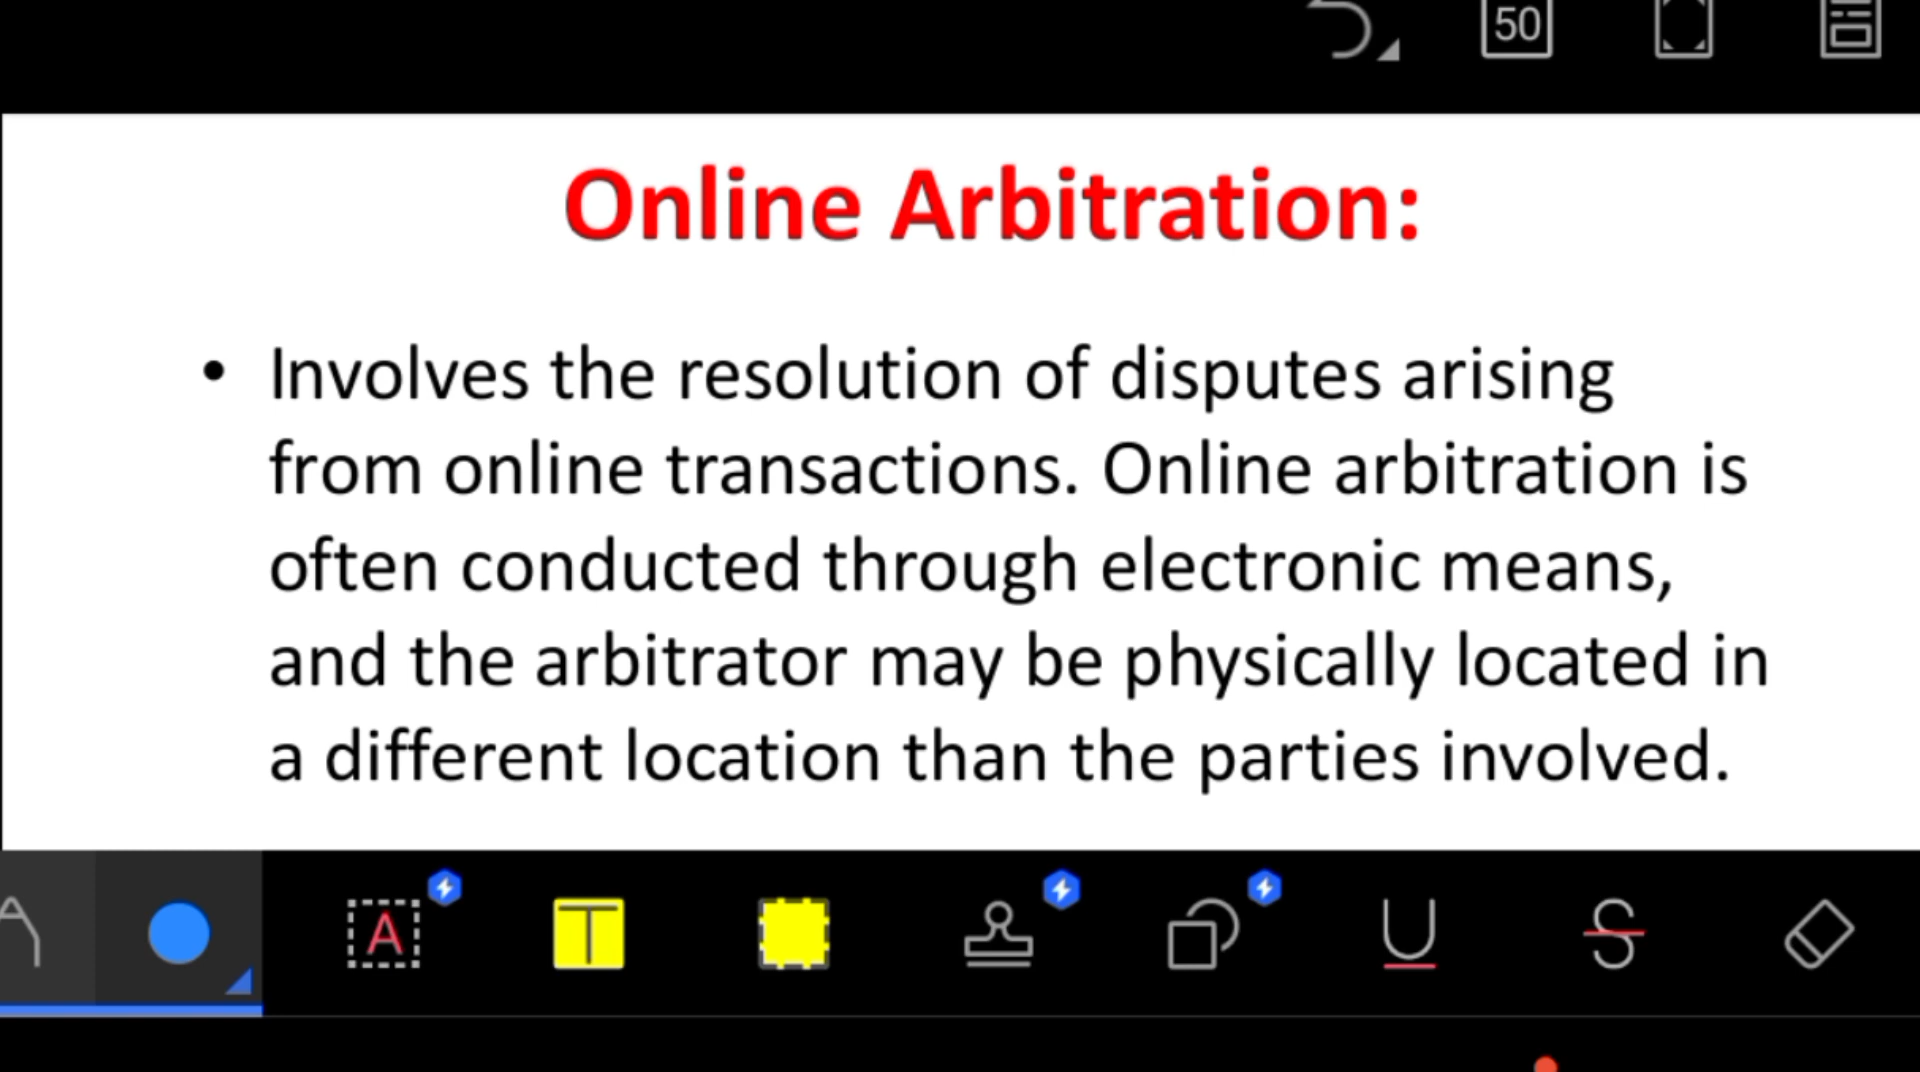 50
Online Arbitration:
• Involves the resolution of disputes arising
from online transactions. Online arbitration is
often conducted through electronic means,
and the arbitrator may be physically located in
a different location than the parties involved.
A T U S